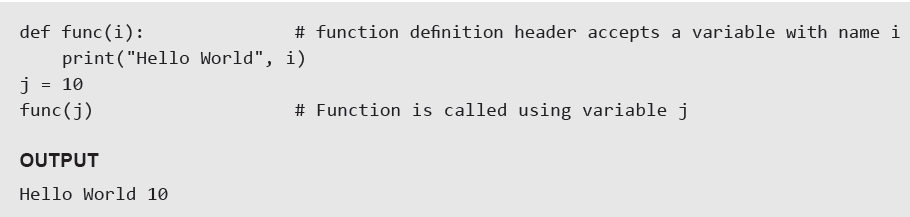 def func(i):    # function definition header accepts a variable with name i
    print("Hello World", i)
j = 10
func(j)    # Function is called using variable j
OUTPUT
Hello World 10